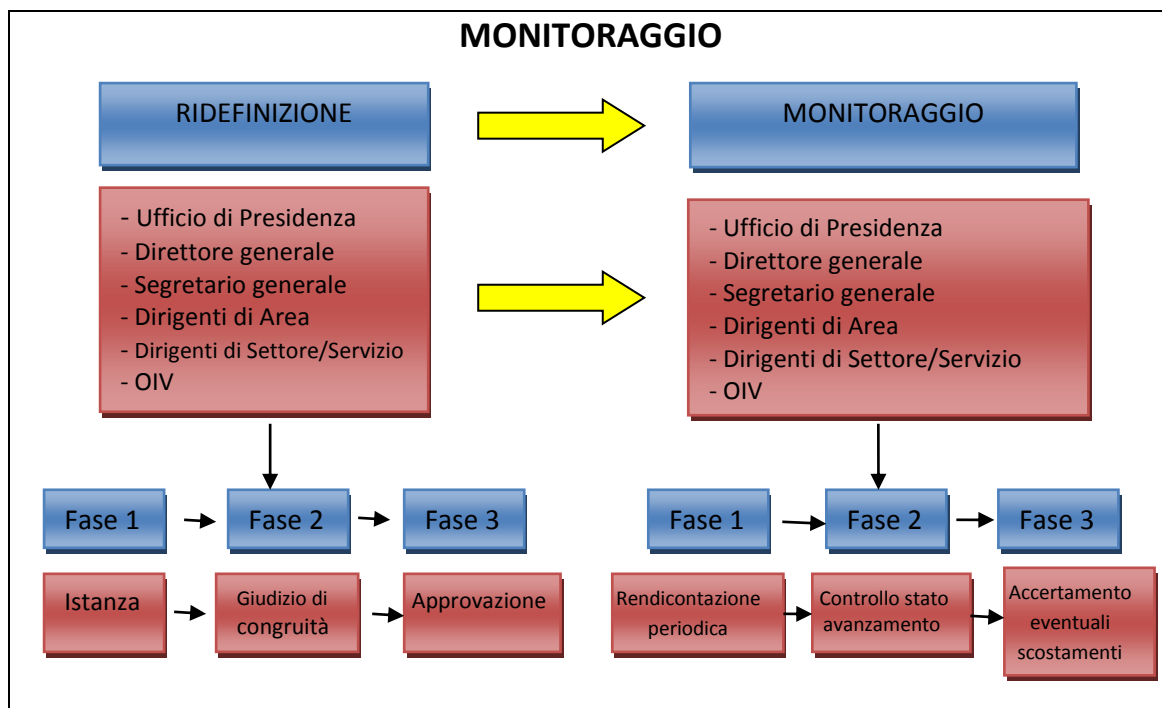 MONITORAGGIO
RIDEFINIZIONE
MONITORAGGIO
- Ufficio di Presidenza
- Direttore generale
- Segretario generale
- Dirigenti di Area
- Dirigenti di Settore/Servizio
- OIV
- Ufficio di Presidenza
- Direttore generale
- Segretario generale
- Dirigenti di Area
- Dirigenti di Settore/Servizio
- OIV
Fase 1
Fase 2
Fase 3
Istanza
Giudizio di
congruità
Approvazione
Fase 1
Fase 2
Fase 3
Rendicontazione
periodica
Controllo stato
avanzamento
Accertamento
eventuali
scostamenti